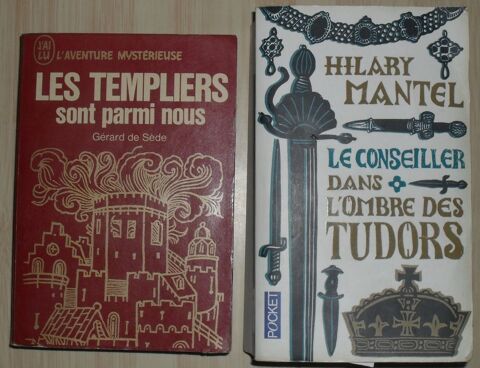 J'AI
LU
L'AVENTURE MYSTÉRIEUSE
LES TEMPLIERS
sont parmi nous
Gérard de Sède
HILARY
MANTEL
LE CONSEILLER
DANS
L'OMBRE DES
TUDORS
POCKET